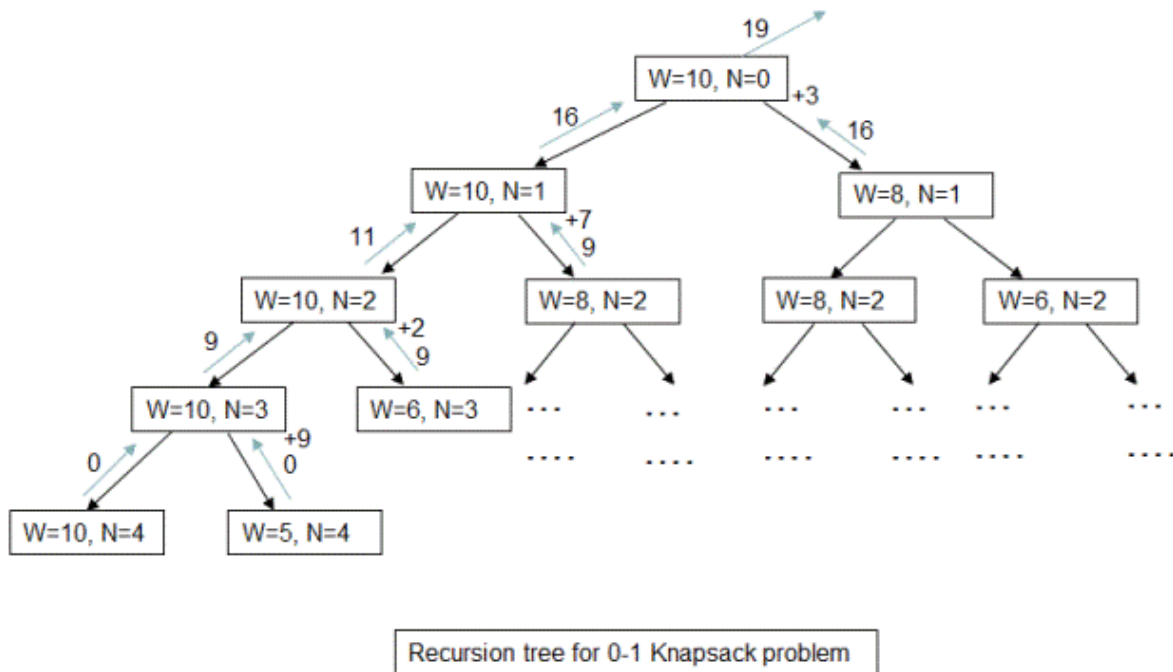 19
W=10, N=0
+3
16
16
W=10, N=1
W=8, N=1
+7
11
9
W=10, N=2
W=8, N=2
W=8, N=2
W=6, N=2
+2
9
9
W=10, N=3
W=6, N=3
... ... ... ... ... ...
+9
0
0
.... .... .... .... .... ....
W=10, N=4
W=5, N=4
Recursion tree for 0-1 Knapsack problem